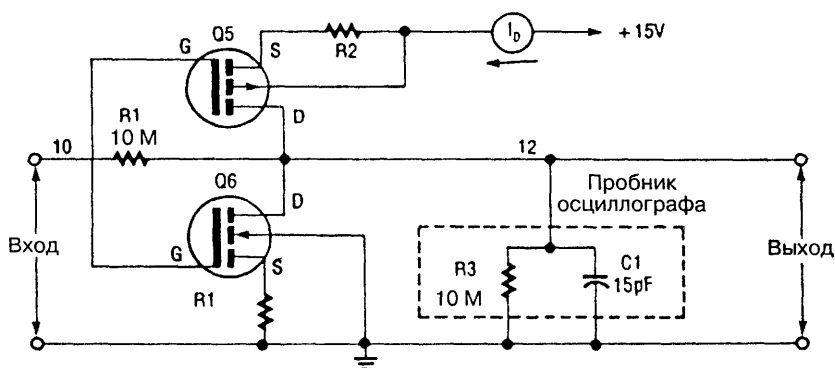 Q5
G
S
R2
I_D
+15V
R1
10 M
D
10
12
Q6
D
Пробник
осциллографа
Вход
G
S
R1
R3
10 M
C1
15pF
Выход